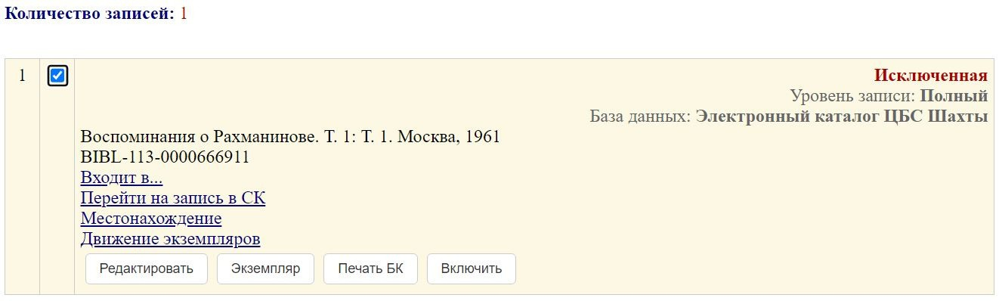 Количество записей: 1
1
Исключенная
Уровень записи: Полный
База данных: Электронный каталог ЦБС Шахты
Воспоминания о Рахманинове. Т. 1: Т. 1. Москва, 1961
BIBL-113-0000666911
Входит в...
Перейти на запись в СК
Местонахождение
Движение экземпляров
Редактировать Экземпляр Печать БК Включить